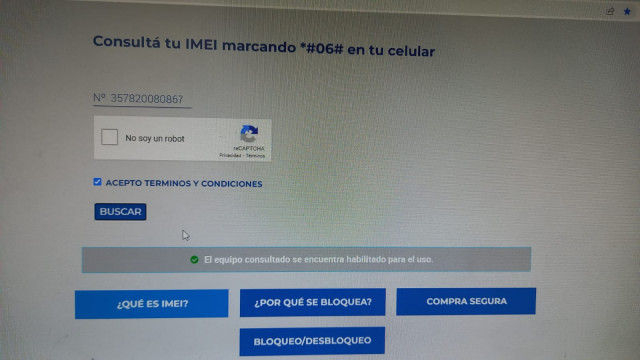 Consultá tu IMEI marcando *#06# en tu celular
Nº 357820080867
No soy un robot
reCAPTCHA
Privacidad - Términos
ACEPTO TERMINOS Y CONDICIONES
BUSCAR
El equipo consultado se encuentra habilitado para el uso.
¿QUÉ ES IMEI?
¿POR QUÉ SE BLOQUEA?
COMPRA SEGURA
BLOQUEO/DESBLOQUEO